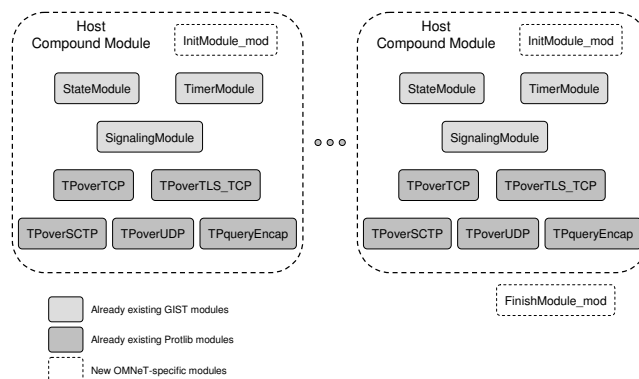 Host
Compound Module
InitModule_mod
StateModule
TimerModule
SignalingModule
TPoverTCP
TPoverTLS_TCP
TPoverSCTP
TPoverUDP
TPqueryEncap
Host
Compound Module
InitModule_mod
StateModule
TimerModule
SignalingModule
TPoverTCP
TPoverTLS_TCP
TPoverSCTP
TPoverUDP
TPqueryEncap
FinishModule_mod
Already existing GIST modules
Already existing Protlib modules
New OMNeT-specific modules